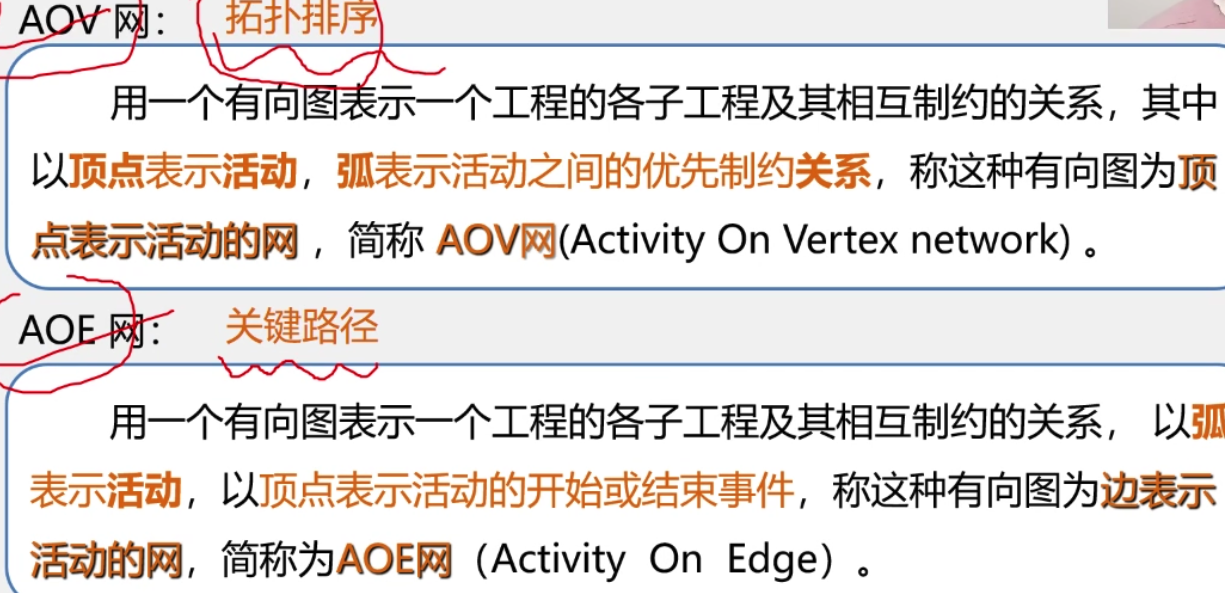 AOV 网： 拓扑排序
用一个有向图表示一个工程的各子工程及其相互制约的关系，其中
以顶点表示活动，弧表示活动之间的优先制约关系，称这种有向图为顶
点表示活动的网 ，简称 AOV网(Activity On Vertex network) 。
AOE 网： 关键路径
用一个有向图表示一个工程的各子工程及其相互制约的关系， 以弧
表示活动，以顶点表示活动的开始或结束事件，称这种有向图为边表示
活动的网，简称为AOE网（Activity On Edge）。